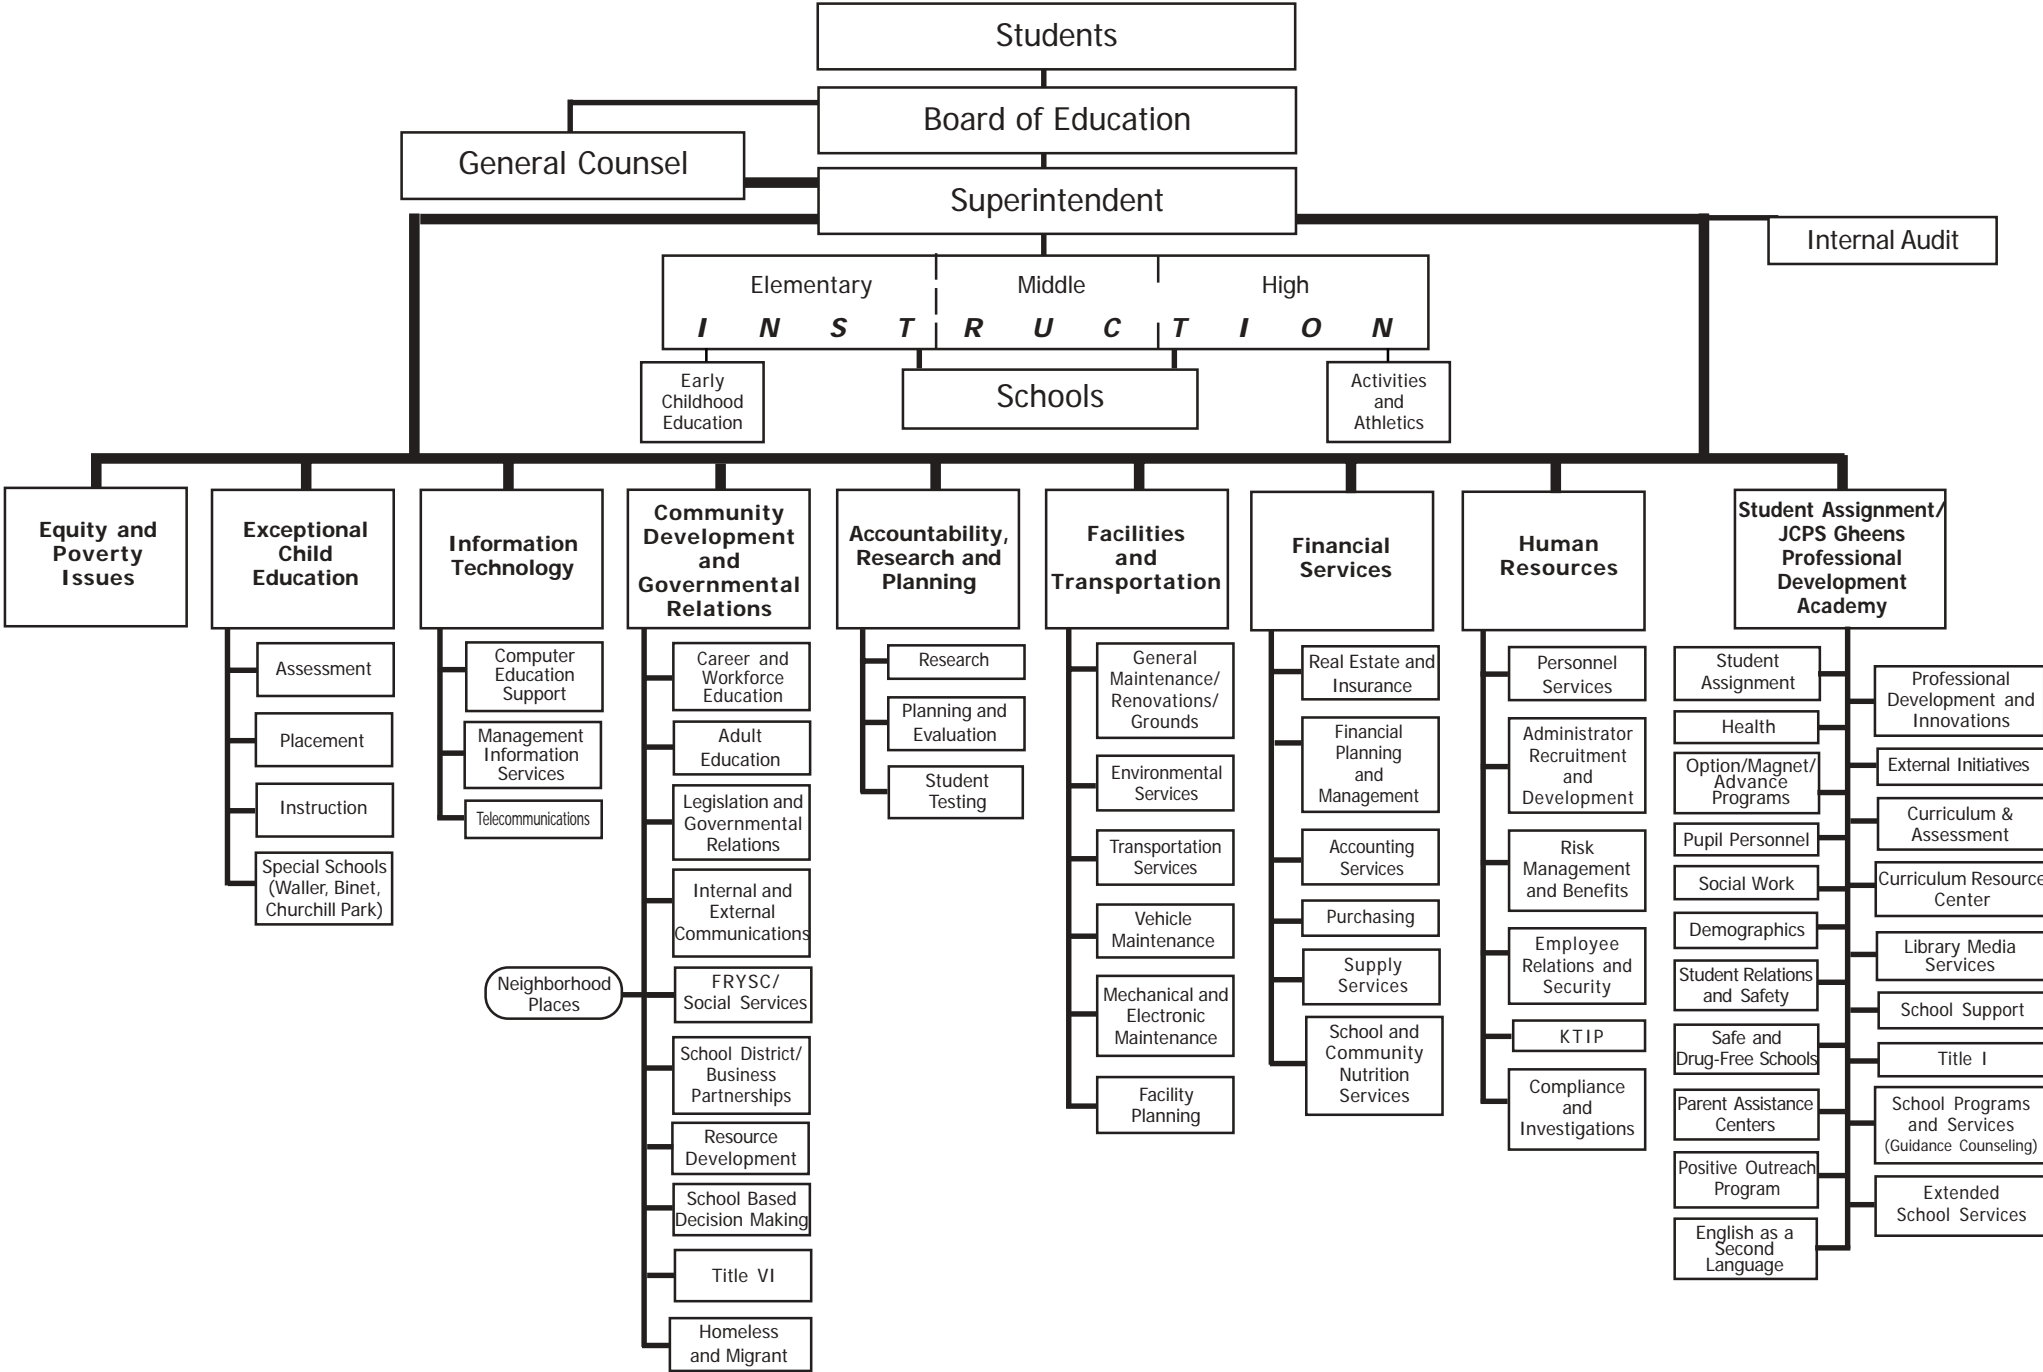 Students
Board of Education
General Counsel
Superintendent
Internal Audit
Elementary
Middle
High
I N S T R U C T I O N
Early
Childhood
Education
Schools
Activities
and
Athletics
Equity and
Poverty
Issues
Exceptional
Child
Education
Assessment
Placement
Instruction
Special Schools
(Waller, Binet,
Churchill Park)
Information
Technology
Computer
Education
Support
Management
Information
Services
Telecommunications
Community
Development
and
Governmental
Relations
Career and
Workforce
Education
Adult
Education
Legislation and
Governmental
Relations
Internal and
External
Communications
Neighborhood
Places
FRYSC/
Social Services
School District/
Business
Partnerships
Resource
Development
School Based
Decision Making
Title VI
Homeless
and Migrant
Accountability,
Research and
Planning
Research
Planning and
Evaluation
Student
Testing
Facilities
and
Transportation
General
Maintenance/
Renovations/
Grounds
Environmental
Services
Transportation
Services
Vehicle
Maintenance
Mechanical and
Electronic
Maintenance
Facility
Planning
Financial
Services
Real Estate and
Insurance
Financial
Planning
and
Management
Accounting
Services
Purchasing
Supply
Services
School and
Community
Nutrition
Services
Human
Resources
Personnel
Services
Administrator
Recruitment
and
Development
Risk
Management
and Benefits
Employee
Relations and
Security
KTIP
Compliance
and
Investigations
Student Assignment/
JCPS Gheens
Professional
Development
Academy
Student
Assignment
Health
Option/Magnet/
Advance
Programs
Pupil Personnel
Social Work
Demographics
Student Relations
and Safety
Safe and
Drug-Free Schools
Parent Assistance
Centers
Positive Outreach
Program
English as a
Second
Language
Professional
Development and
Innovations
External Initiatives
Curriculum &
Assessment
Curriculum Resource
Center
Library Media
Services
School Support
Title I
School Programs
and Services
(Guidance Counseling)
Extended
School Services